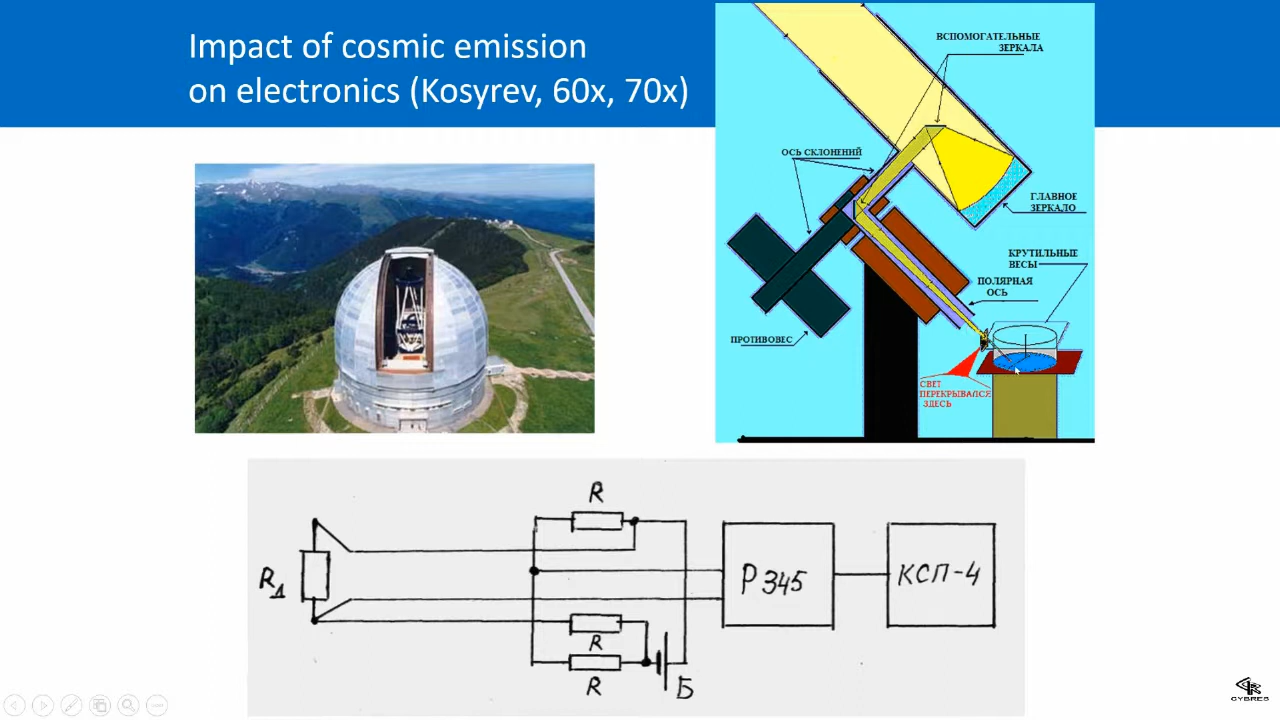 Impact of cosmic emission
on electronics (Kosyrev, 60x, 70x)
ВСПОМОГАТЕЛЬНЫЕ
ЗЕРКАЛА
ОСЬ СКЛОНЕНИЙ
ГЛАВНОЕ
ЗЕРКАЛО
КРУТИЛЬНЫЕ
ВЕСЫ
ПОЛЯРНАЯ
ОСЬ
ПРОТИВОВЕС
СВЕТ
ПЕРЕКРЫВАЛСЯ
ЗДЕСЬ
R
RД
Р345
КСП-4
R
R
Б
CYBRES